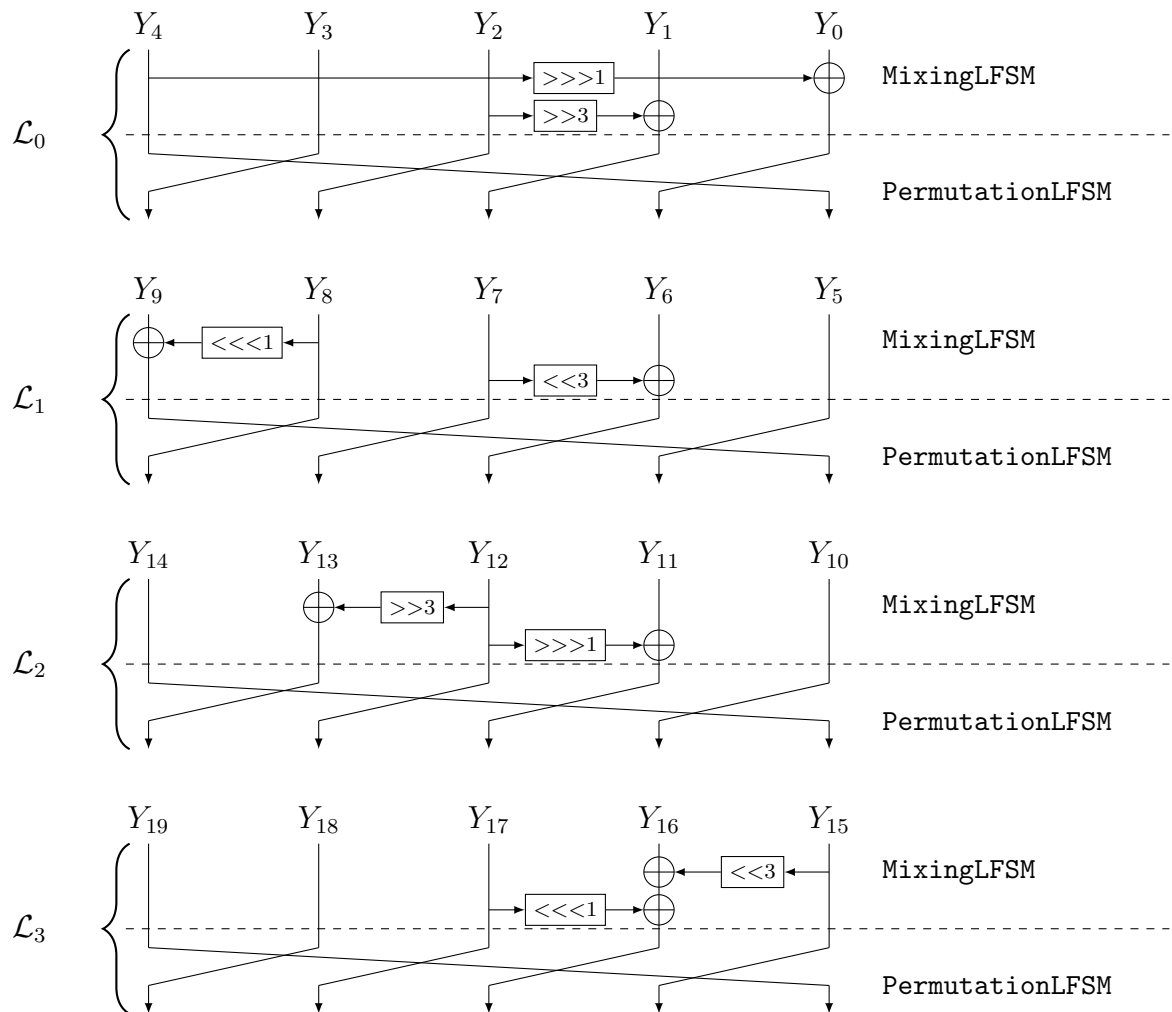 Y4 Y3 Y2 Y1 Y0
>>>1 MixingLFSM
>>3
ℒ0
PermutationLFSM
Y9 Y8 Y7 Y6 Y5
<<<1 MixingLFSM
<<3
ℒ1
PermutationLFSM
Y14 Y13 Y12 Y11 Y10
>>3 MixingLFSM
>>>1
ℒ2
PermutationLFSM
Y19 Y18 Y17 Y16 Y15
<<3 MixingLFSM
<<<1
ℒ3
PermutationLFSM